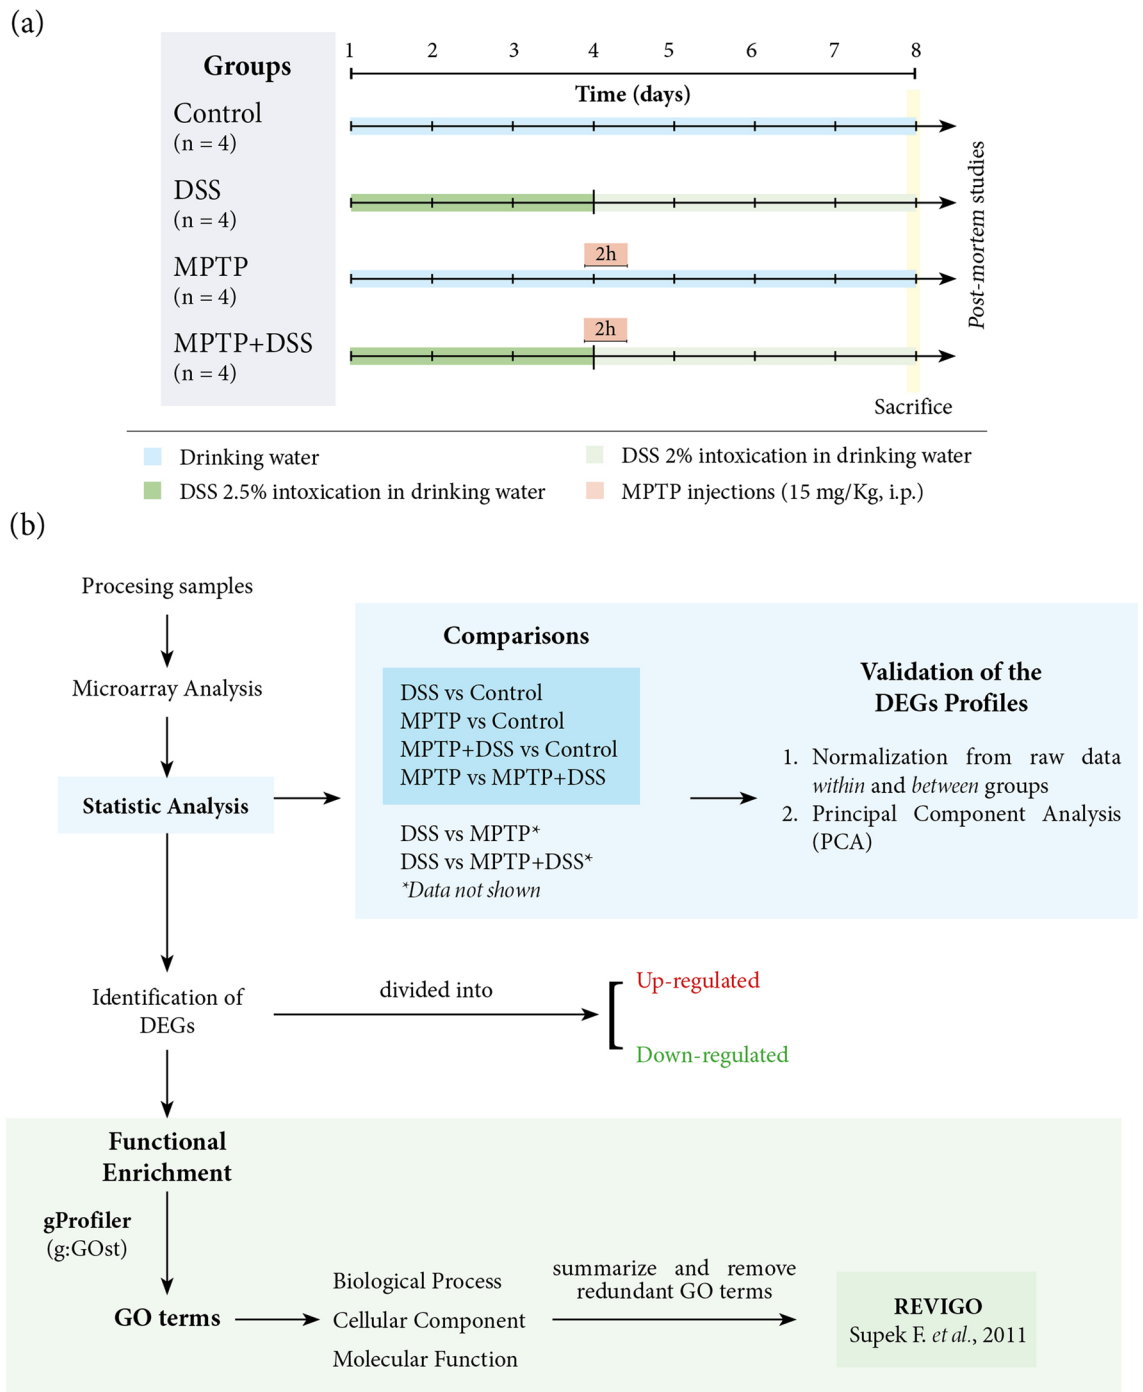 (a)
Groups
1 2 3 4 5 6 7 8
Time (days)
Control
(n = 4)
DSS
(n = 4)
MPTP
(n = 4)
2h
MPTP+DSS
(n = 4)
2h
Post-mortem studies
Sacrifice
Drinking water
DSS 2.5% intoxication in drinking water
DSS 2% intoxication in drinking water
MPTP injections (15 mg/Kg, i.p.)
(b)
Procesing samples
Microarray Analysis
Statistic Analysis
Comparisons
DSS vs Control
MPTP vs Control
MPTP+DSS vs Control
MPTP vs MPTP+DSS
DSS vs MPTP*
DSS vs MPTP+DSS*
*Data not shown
Validation of the
DEGs Profiles
1. Normalization from raw data
within and between groups
2. Principal Component Analysis
(PCA)
Identification of
DEGs
divided into
Up-regulated
Down-regulated
Functional
Enrichment
gProfiler
(g:GOst)
GO terms
Biological Process
Cellular Component
Molecular Function
summarize and remove
redundant GO terms
REVIGO
Supek F. et al., 2011